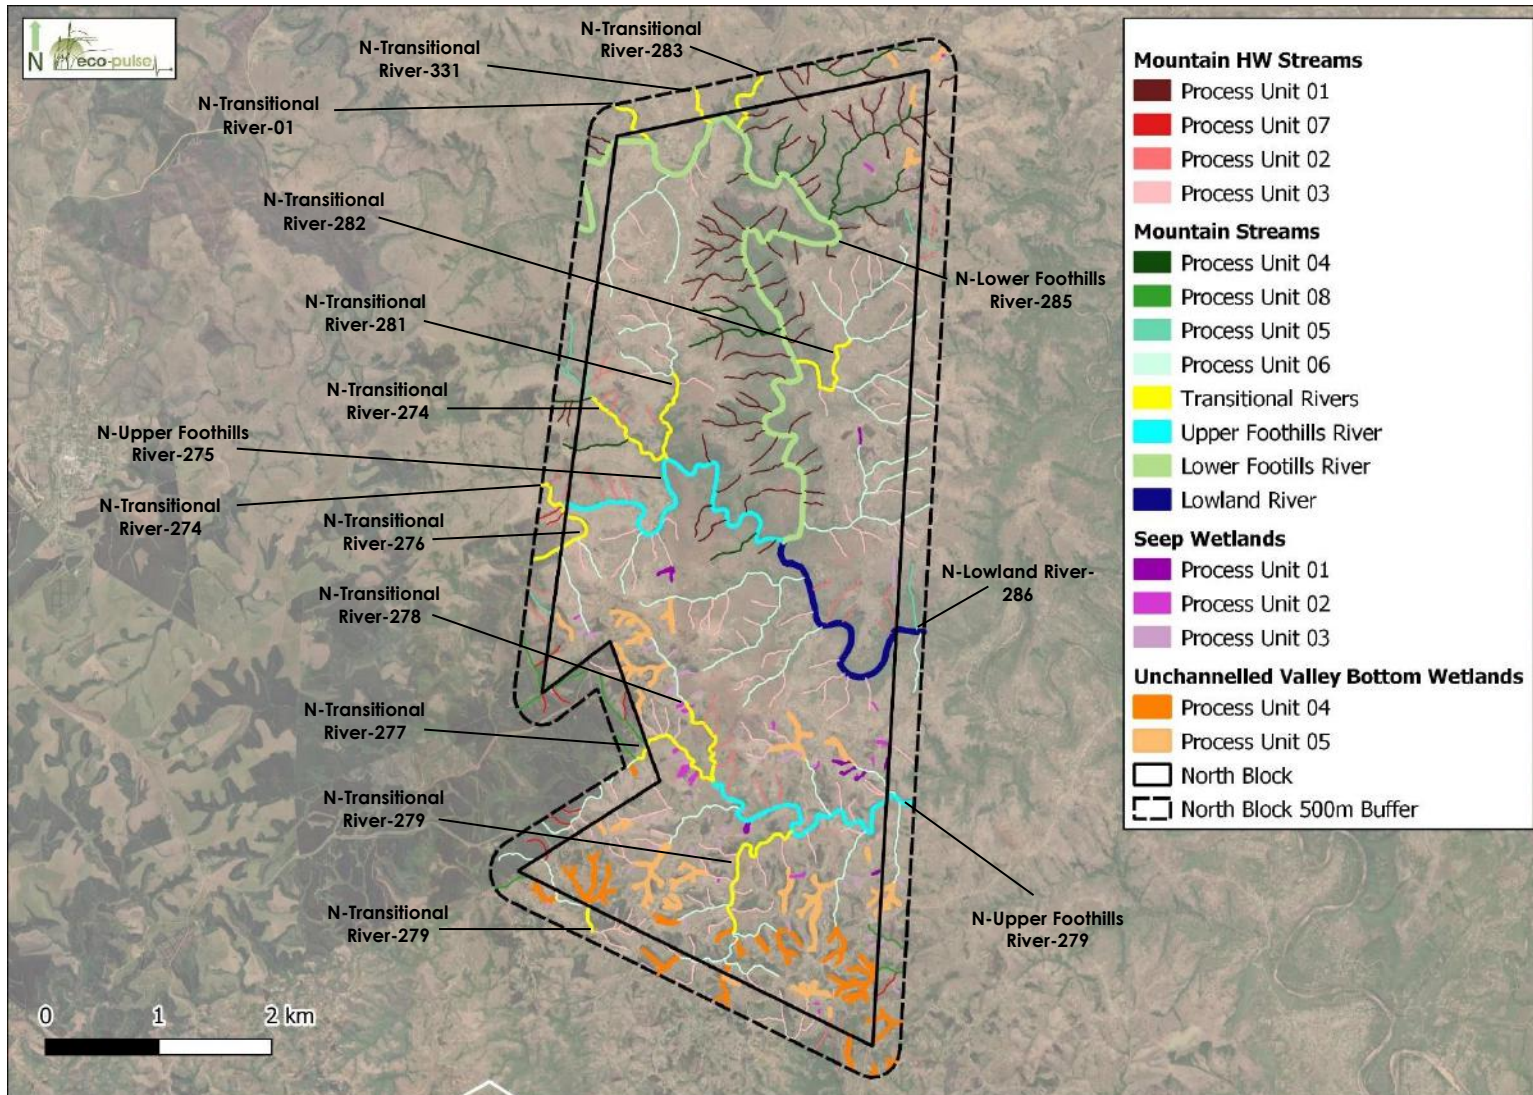 N
eco-pulse
N-Transitional
River-331
N-Transitional
River-283
N-Transitional
River-01
N-Transitional
River-282
N-Lower Foothills
River-285
N-Transitional
River-281
N-Transitional
River-274
N-Upper Foothills
River-275
N-Transitional
River-274
N-Transitional
River-276
N-Lowland River-
286
N-Transitional
River-278
N-Transitional
River-277
N-Transitional
River-279
N-Transitional
River-279
N-Upper Foothills
River-279
0 1 2 km
Mountain HW Streams
Process Unit 01
Process Unit 07
Process Unit 02
Process Unit 03
Mountain Streams
Process Unit 04
Process Unit 08
Process Unit 05
Process Unit 06
Transitional Rivers
Upper Foothills River
Lower Footills River
Lowland River
Seep Wetlands
Process Unit 01
Process Unit 02
Process Unit 03
Unchannelled Valley Bottom Wetlands
Process Unit 04
Process Unit 05
North Block
North Block 500m Buffer